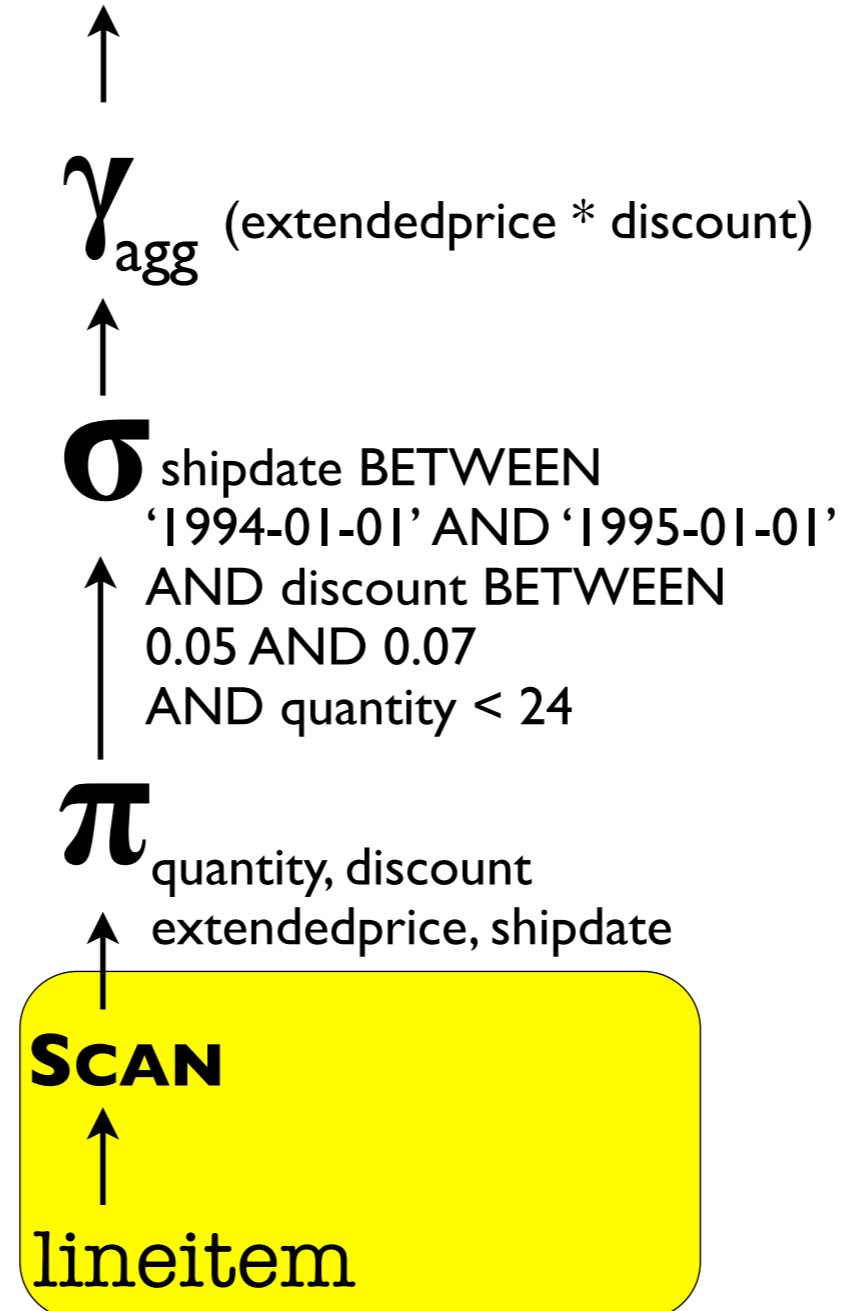 γagg (extendedprice * discount)
σ shipdate BETWEEN
‘1994-01-01’ AND ‘1995-01-01’
AND discount BETWEEN
0.05 AND 0.07
AND quantity < 24
π quantity, discount
extendedprice, shipdate
SCAN
lineitem